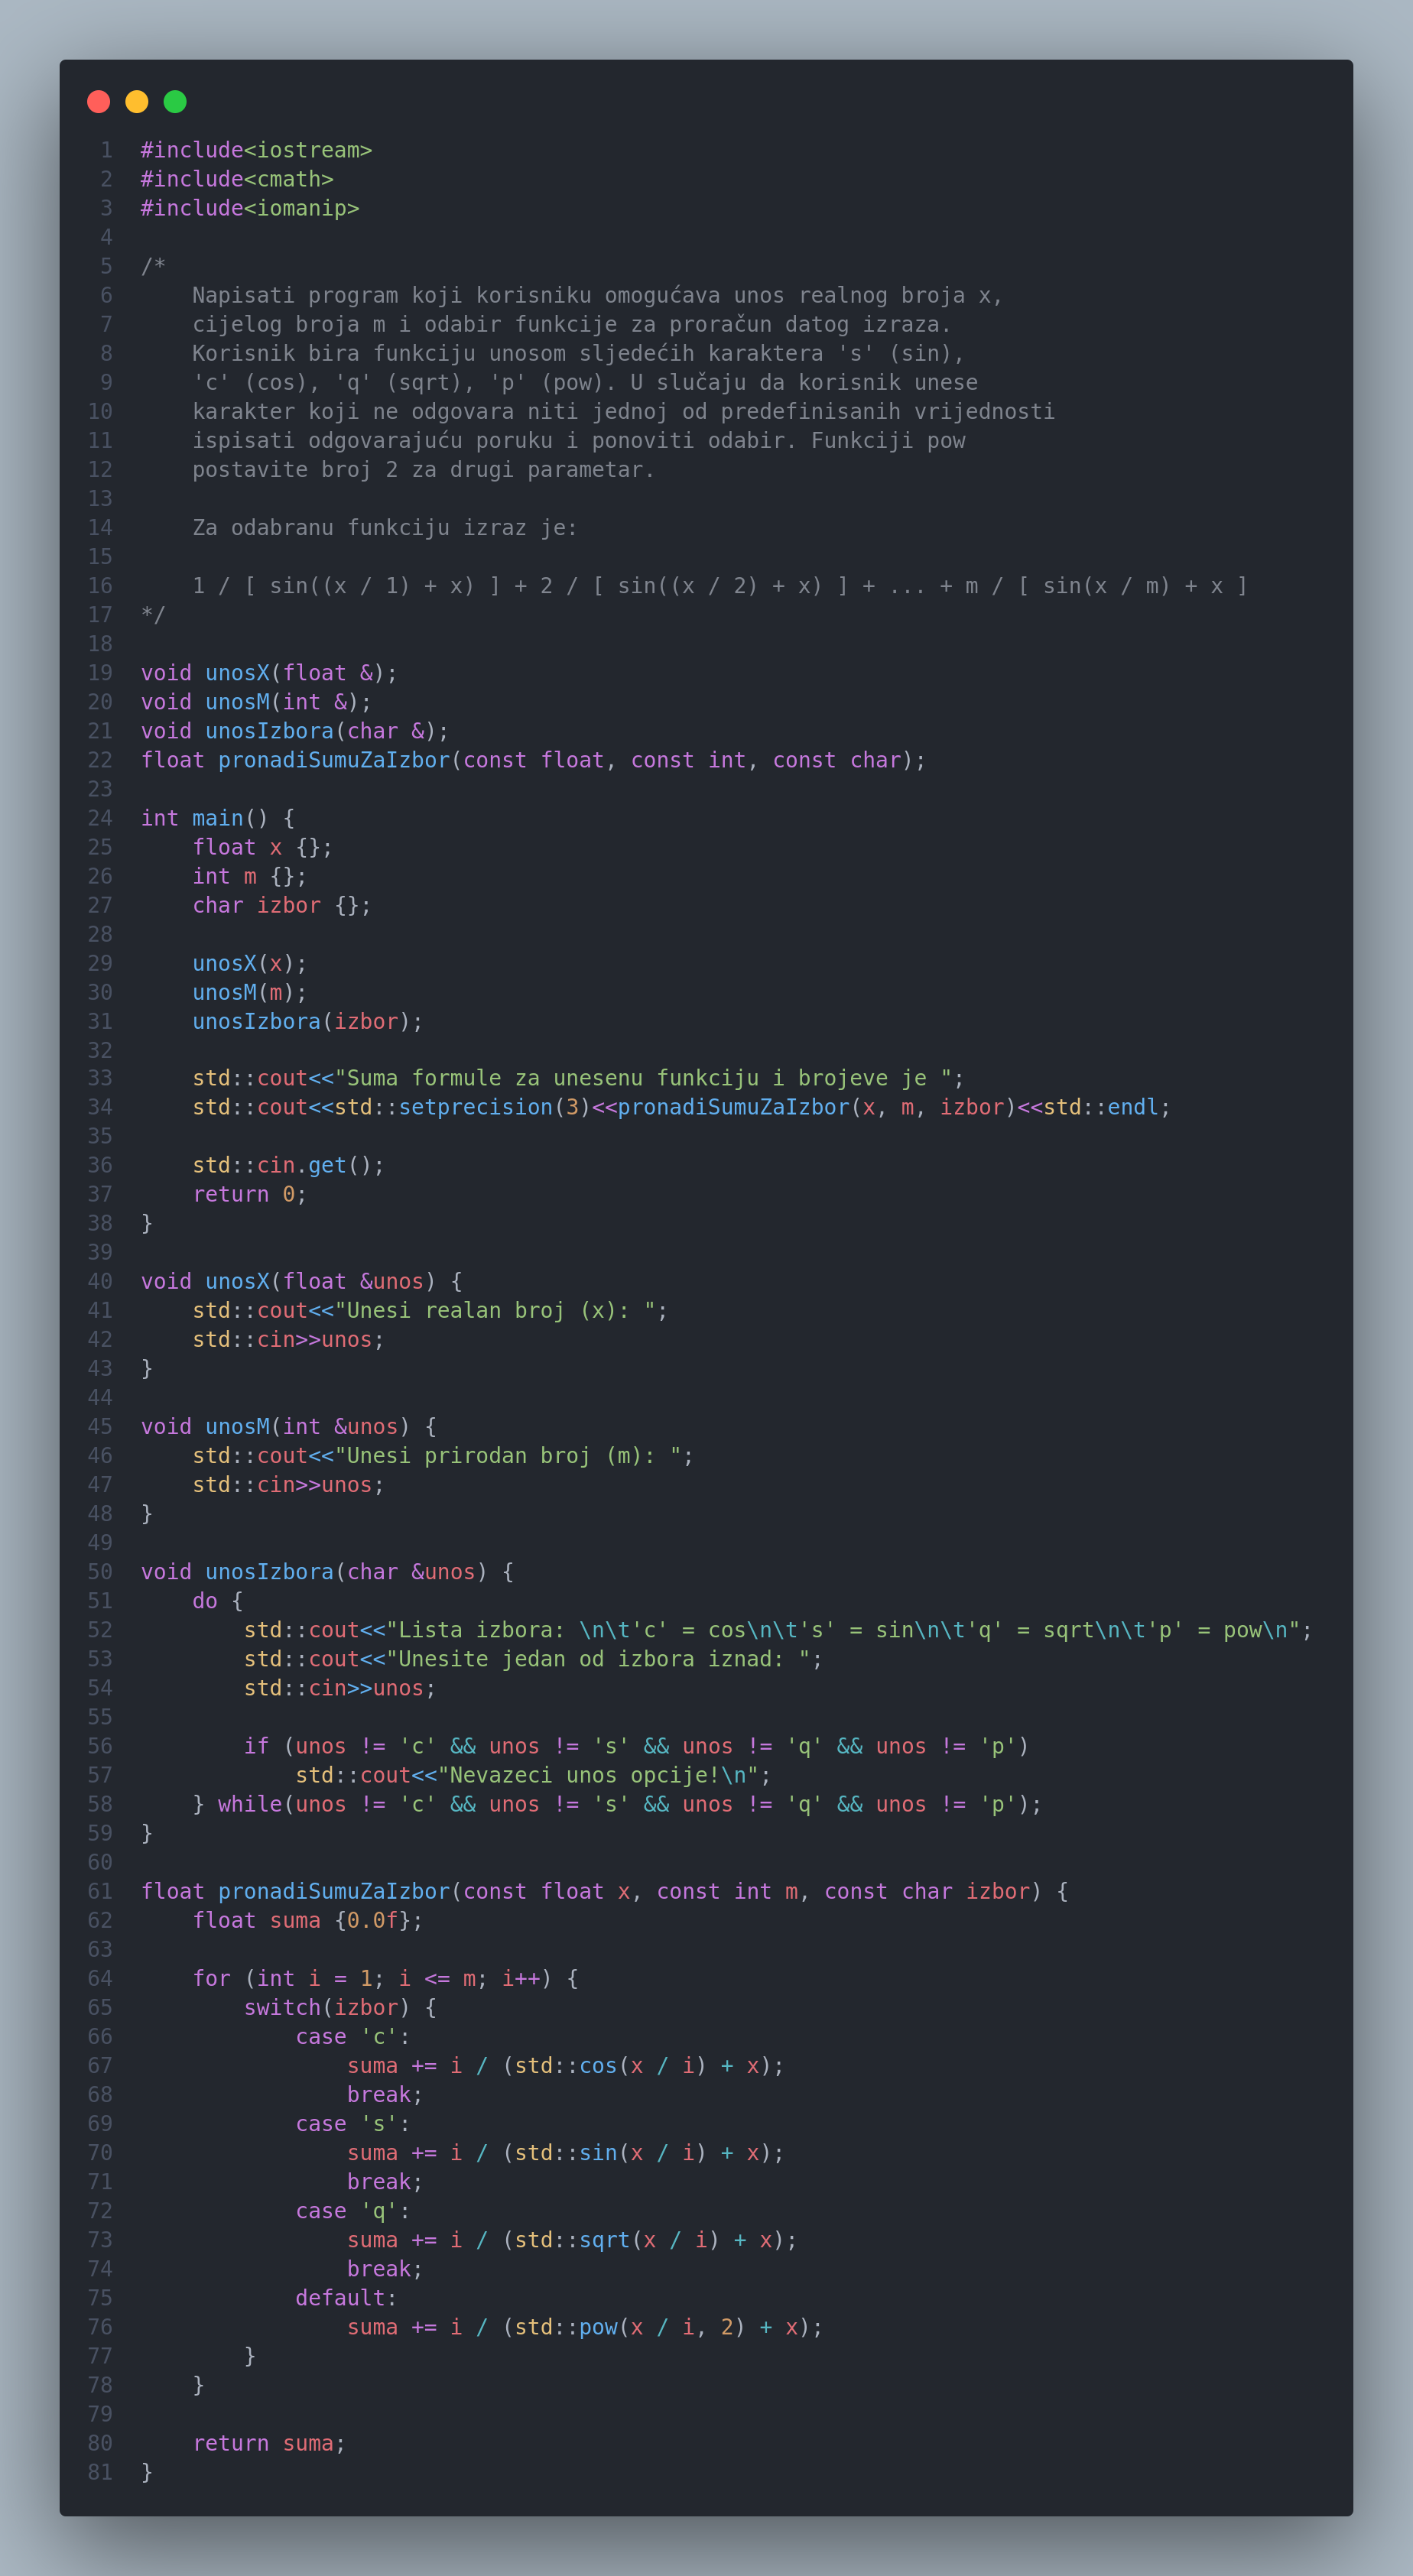 1 #include<iostream>
2 #include<cmath>
3 #include<iomanip>
4
5 /*
6     Napisati program koji korisniku omogućava unos realnog broja x,
7     cijelog broja m i odabir funkcije za proračun datog izraza.
8     Korisnik bira funkciju unosom sljedećih karaktera 's' (sin),
9     'c' (cos), 'q' (sqrt), 'p' (pow). U slučaju da korisnik unese
10     karakter koji ne odgovara niti jednoj od predefinisanih vrijednosti
11     ispisati odgovarajuću poruku i ponoviti odabir. Funkciji pow
12     postavite broj 2 za drugi parametar.
13
14     Za odabranu funkciju izraz je:
15
16     1 / [ sin((x / 1) + x) ] + 2 / [ sin((x / 2) + x) ] + ... + m / [ sin(x / m) + x ]
17 */
18
19 void unosX(float &);
20 void unosM(int &);
21 void unosIzbora(char &);
22 float pronadiSumuZaIzbor(const float, const int, const char);
23
24 int main() {
25     float x {};
26     int m {};
27     char izbor {};
28
29     unosX(x);
30     unosM(m);
31     unosIzbora(izbor);
32
33     std::cout<<"Suma formule za unesenu funkciju i brojeve je ";
34     std::cout<<std::setprecision(3)<<pronadiSumuZaIzbor(x, m, izbor)<<std::endl;
35
36     std::cin.get();
37     return 0;
38 }
39
40 void unosX(float &unos) {
41     std::cout<<"Unesi realan broj (x): ";
42     std::cin>>unos;
43 }
44
45 void unosM(int &unos) {
46     std::cout<<"Unesi prirodan broj (m): ";
47     std::cin>>unos;
48 }
49
50 void unosIzbora(char &unos) {
51     do {
52         std::cout<<"Lista izbora: \n\t'c' = cos\n\t's' = sin\n\t'q' = sqrt\n\t'p' = pow\n";
53         std::cout<<"Unesite jedan od izbora iznad: ";
54         std::cin>>unos;
55
56         if (unos != 'c' && unos != 's' && unos != 'q' && unos != 'p')
57             std::cout<<"Nevazeci unos opcije!\n";
58     } while(unos != 'c' && unos != 's' && unos != 'q' && unos != 'p');
59 }
60
61 float pronadiSumuZaIzbor(const float x, const int m, const char izbor) {
62     float suma {0.0f};
63
64     for (int i = 1; i <= m; i++) {
65         switch(izbor) {
66             case 'c':
67                 suma += i / (std::cos(x / i) + x);
68                 break;
69             case 's':
70                 suma += i / (std::sin(x / i) + x);
71                 break;
72             case 'q':
73                 suma += i / (std::sqrt(x / i) + x);
74                 break;
75             default:
76                 suma += i / (std::pow(x / i, 2) + x);
77         }
78     }
79
80     return suma;
81 }